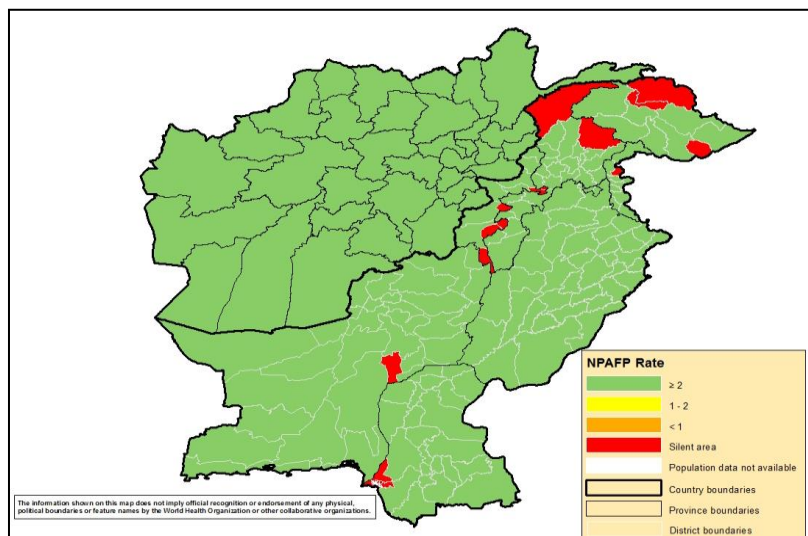 NPAFP Rate
≥ 2
1 - 2
< 1
Silent area
Population data not available
Country boundaries
Province boundaries
District boundaries
The information shown on this map does not imply official recognition or endorsement of any physical,
political boundaries or feature names by the World Health Organization or other collaborative organizations.